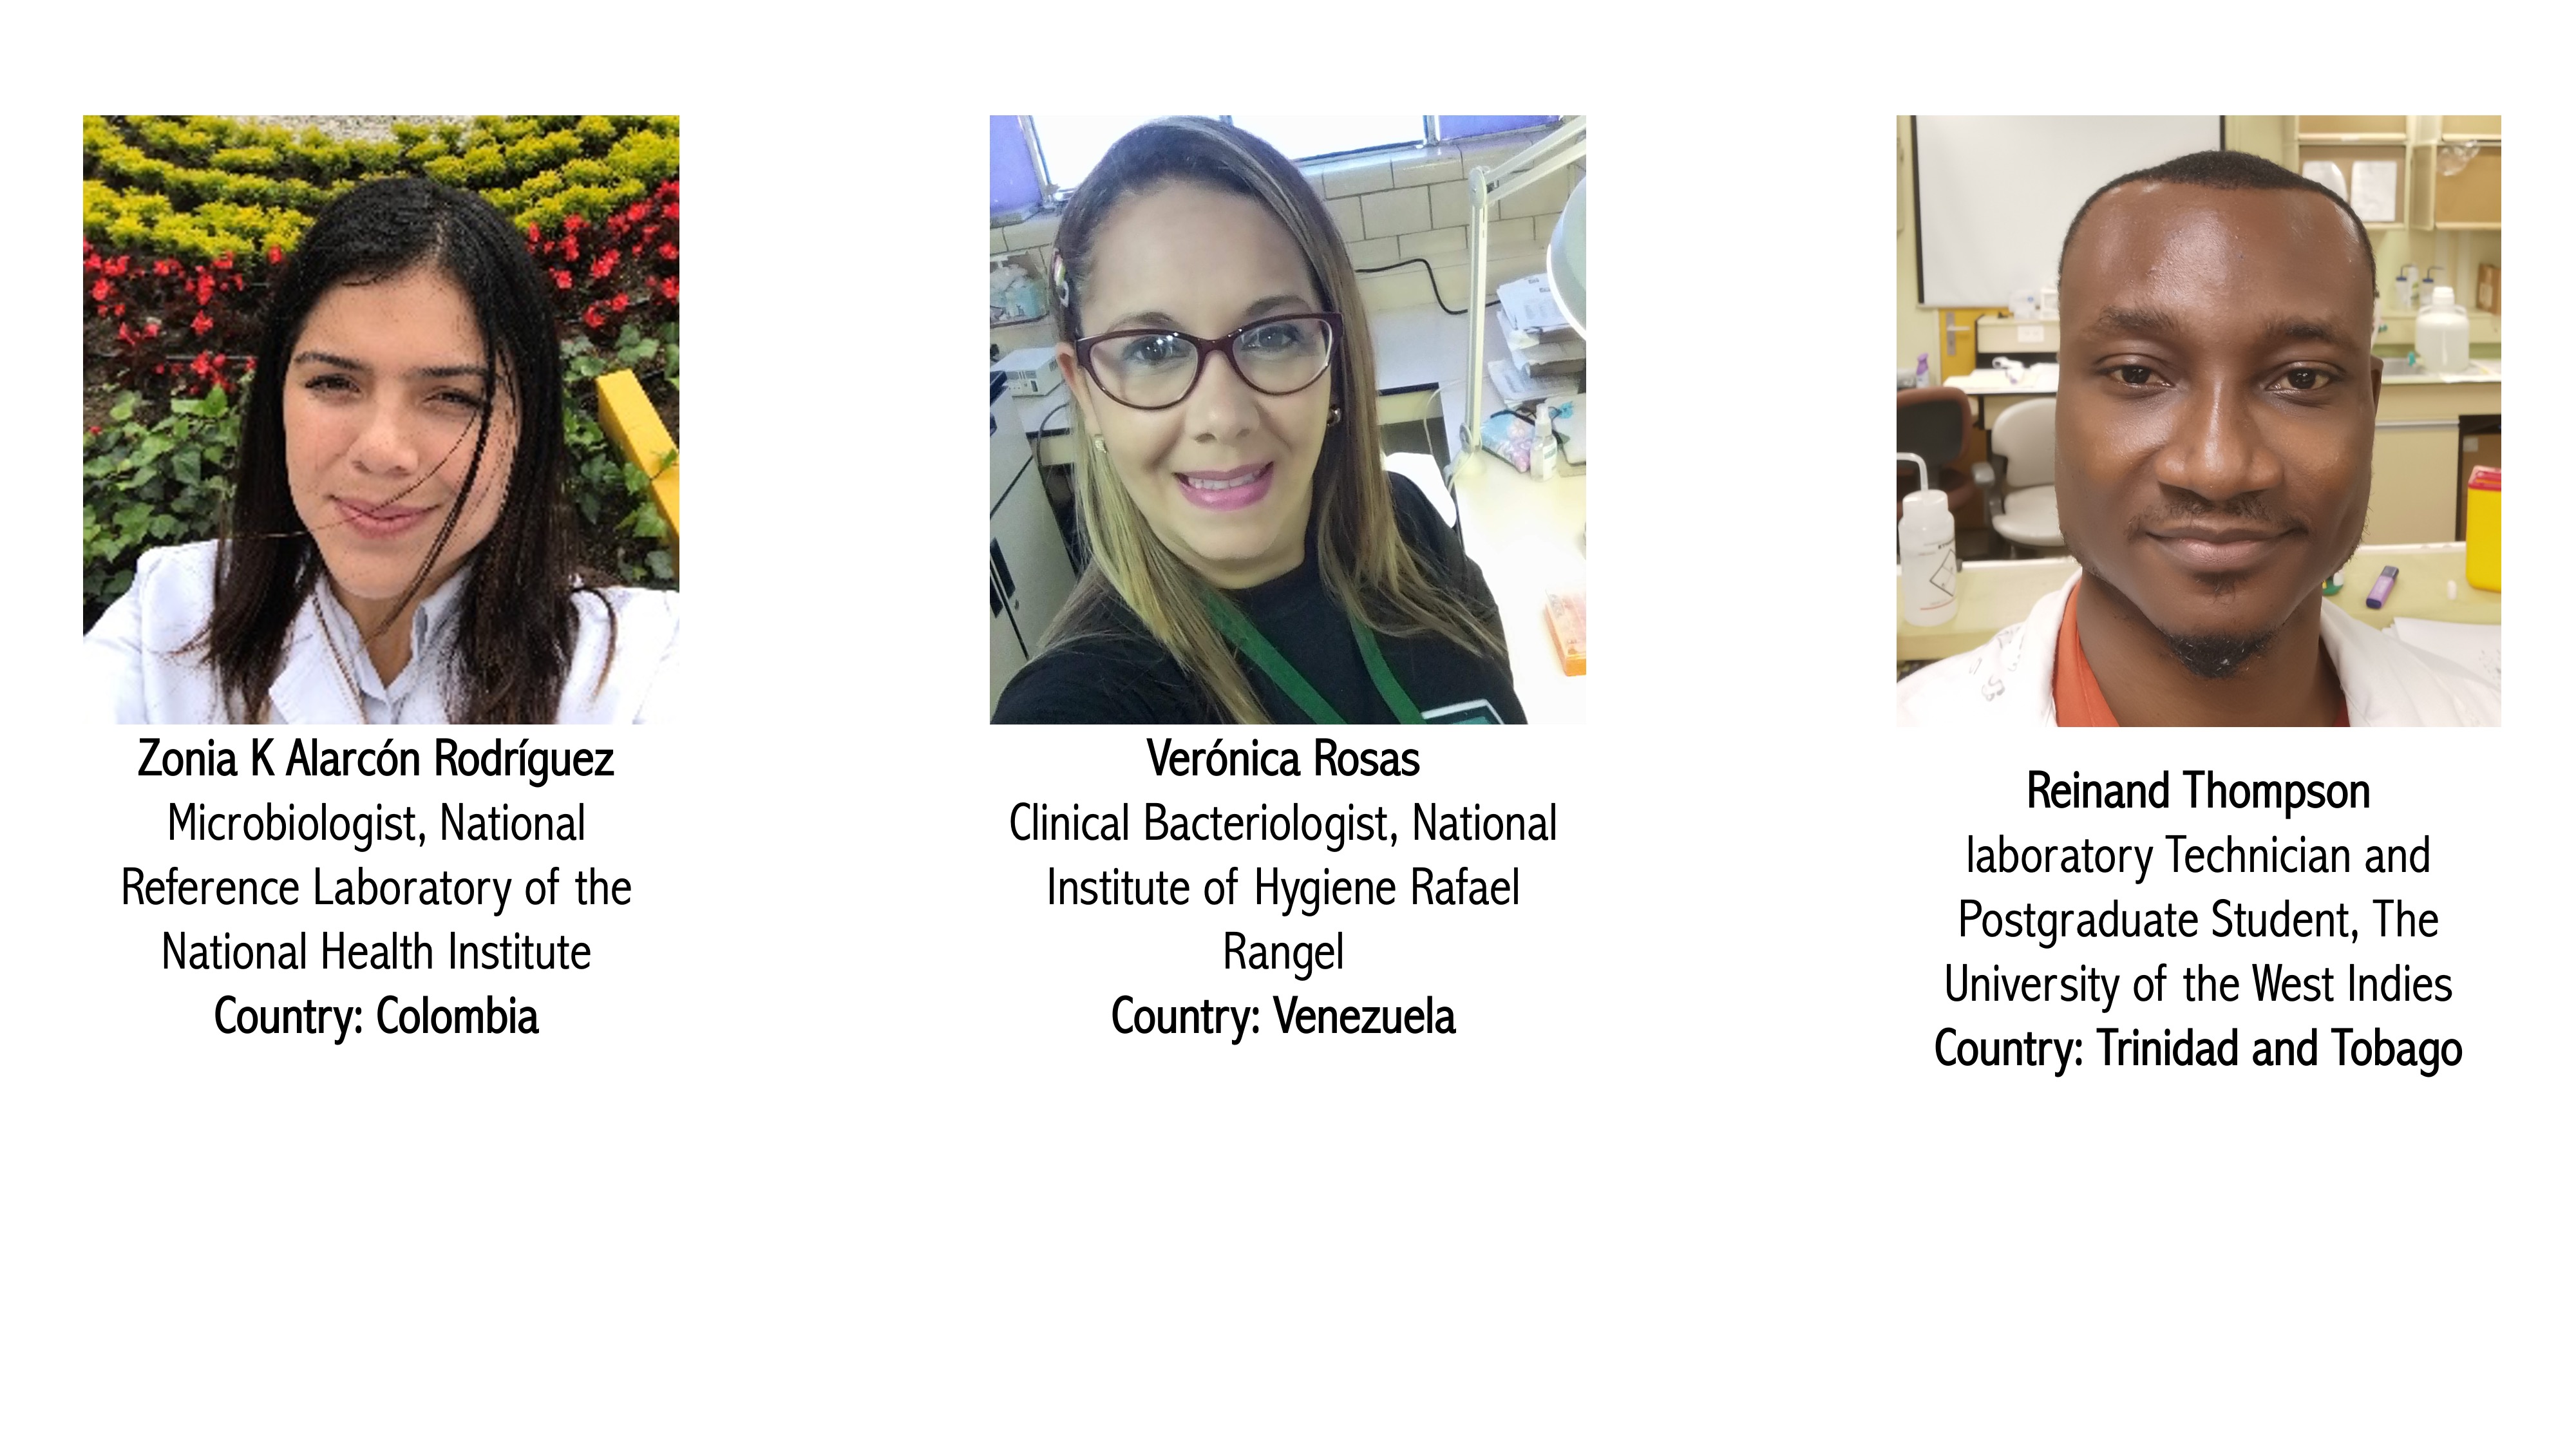 Zonia K Alarcón Rodríguez
Microbiologist, National
Reference Laboratory of the
National Health Institute
Country: Colombia
Verónica Rosas
Clinical Bacteriologist, National
Institute of Hygiene Rafael
Rangel
Country: Venezuela
Reinand Thompson
laboratory Technician and
Postgraduate Student, The
University of the West Indies
Country: Trinidad and Tobago